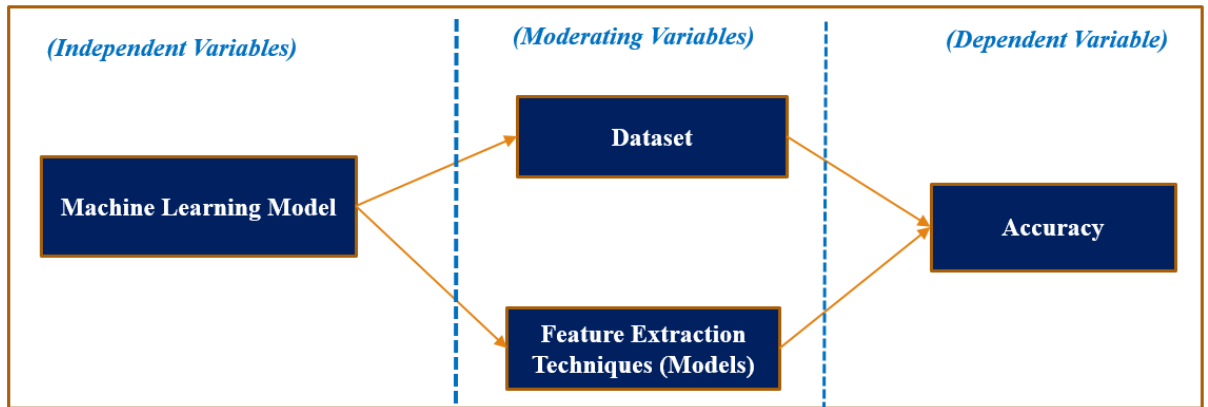 (Independent Variables)
(Moderating Variables)
(Dependent Variable)
Machine Learning Model
Dataset
Feature Extraction
Techniques (Models)
Accuracy